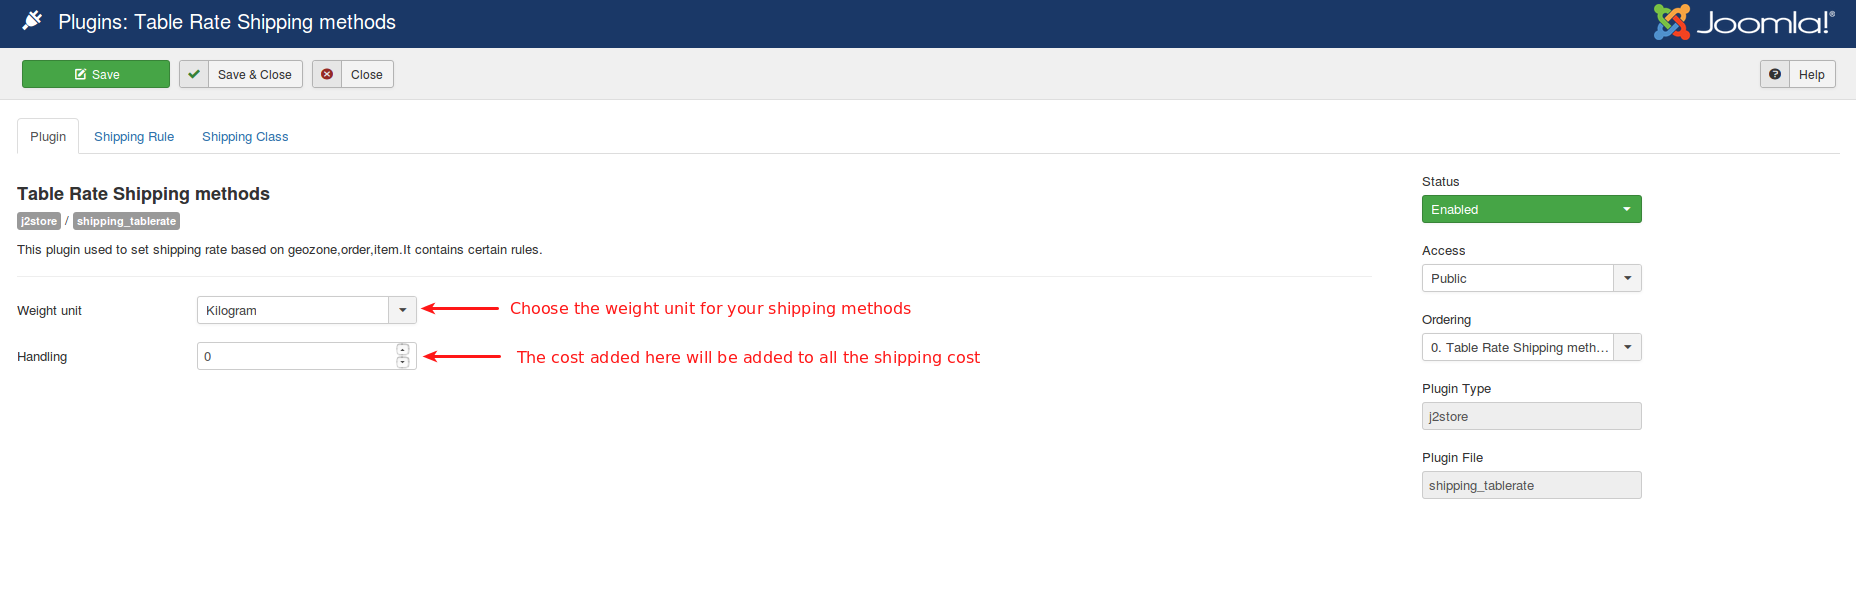 Plugins: Table Rate Shipping methods
Joomla!®
Save
Save & Close
Close
Help
Plugin
Shipping Rule
Shipping Class
Table Rate Shipping methods
j2store / shipping_tablerate
This plugin used to set shipping rate based on geozone,order,item.It contains certain rules.
Weight unit
Kilogram
Choose the weight unit for your shipping methods
Handling
0
The cost added here will be added to all the shipping cost
Status
Enabled
Access
Public
Ordering
0. Table Rate Shipping meth...
Plugin Type
j2store
Plugin File
shipping_tablerate